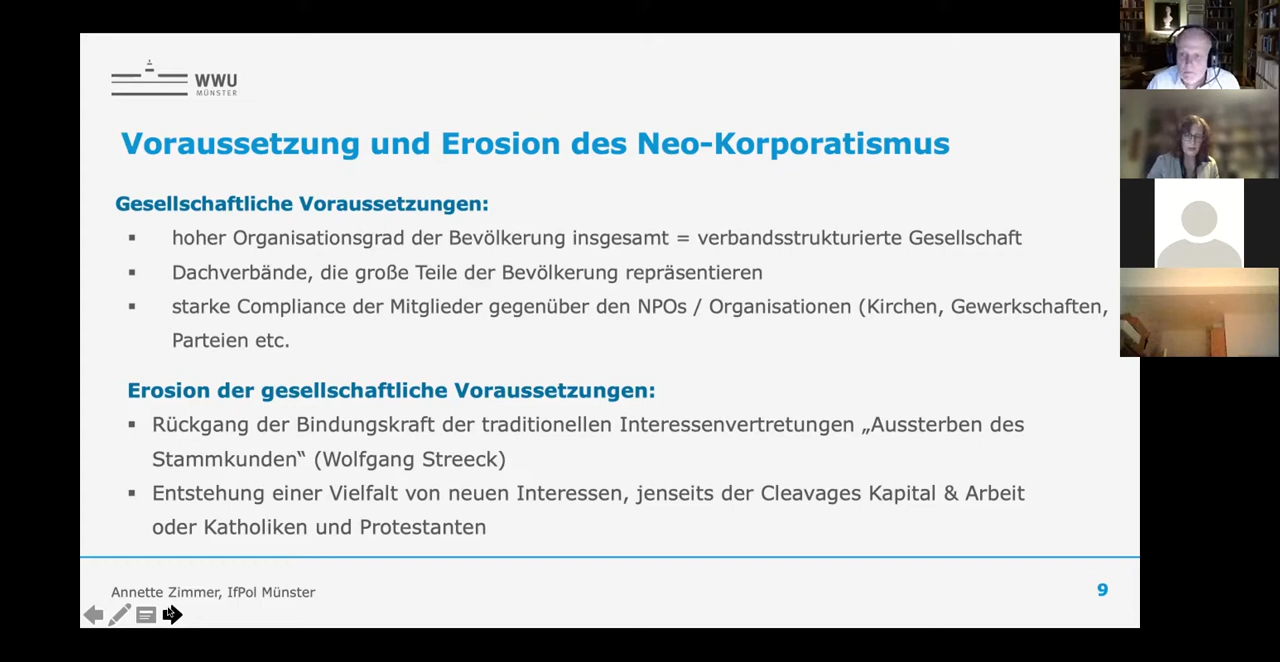 WWU
MÜNSTER
Voraussetzung und Erosion des Neo-Korporatismus
Gesellschaftliche Voraussetzungen:
▪ hoher Organisationsgrad der Bevölkerung insgesamt = verbandsstrukturierte Gesellschaft
▪ Dachverbände, die große Teile der Bevölkerung repräsentieren
▪ starke Compliance der Mitglieder gegenüber den NPOs / Organisationen (Kirchen, Gewerkschaften,
Parteien etc.
Erosion der gesellschaftliche Voraussetzungen:
▪ Rückgang der Bindungskraft der traditionellen Interessenvertretungen „Aussterben des
Stammkunden“ (Wolfgang Streeck)
▪ Entstehung einer Vielfalt von neuen Interessen, jenseits der Cleavages Kapital & Arbeit
oder Katholiken und Protestanten
Annette Zimmer, IfPol Münster
9